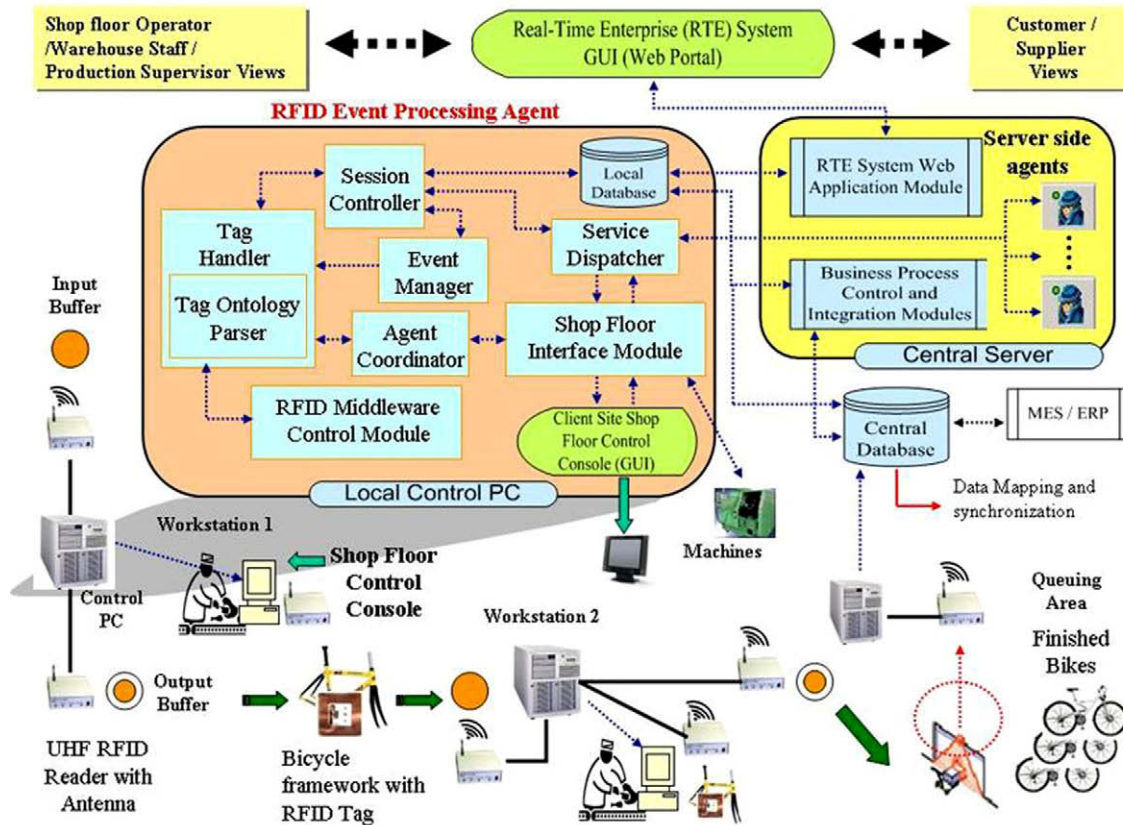 Shop floor Operator
/Warehouse Staff /
Production Supervisor Views
Real-Time Enterprise (RTE) System
GUI (Web Portal)
Customer /
Supplier
Views
RFID Event Processing Agent
Session
Controller
Local
Database
Tag
Handler
Event
Manager
Service
Dispatcher
Tag Ontology
Parser
Agent
Coordinator
Shop Floor
Interface Module
RFID Middleware
Control Module
Client Site Shop
Floor Control
Console (GUI)
Local Control PC
Server side
agents
RTE System Web
Application Module
Business Process
Control and
Integration Modules
Central Server
Central
Database
MES / ERP
Data Mapping and
synchronization
Input
Buffer
Workstation 1
Shop Floor
Control
Console
Machines
Control
PC
Workstation 2
Queuing
Area
Finished
Bikes
Output
Buffer
UHF RFID
Reader with
Antenna
Bicycle
framework with
RFID Tag